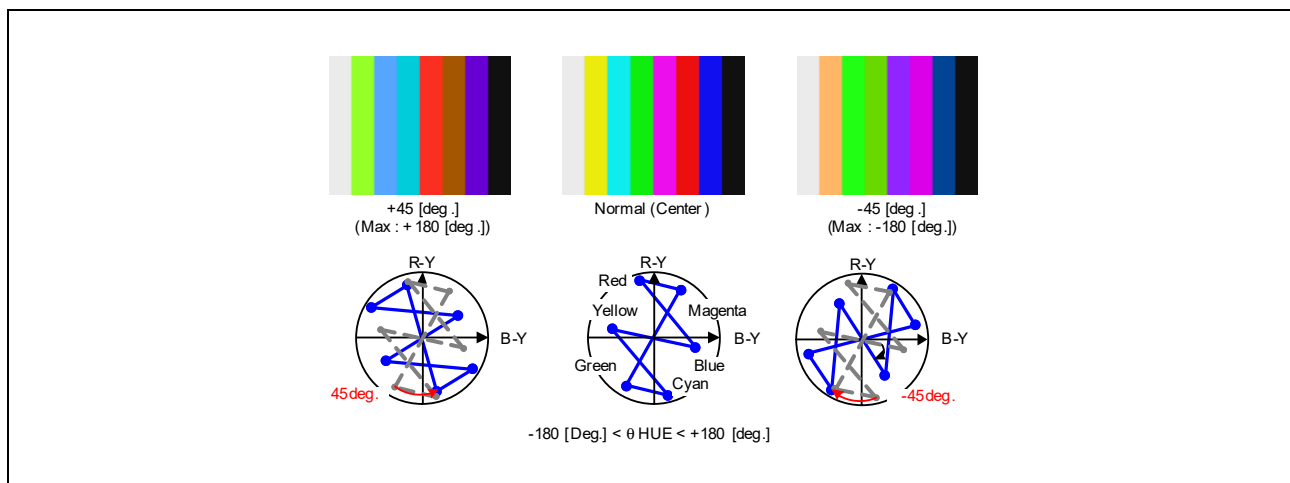 +45 [deg.]
(Max : +180 [deg.])
Normal (Center)
-45 [deg.]
(Max : -180 [deg.])
R-Y
B-Y
45deg.
R-Y
Red
Yellow
Magenta
B-Y
Green
Blue
Cyan
R-Y
B-Y
-45deg.
-180 [Deg.] < θ HUE < +180 [deg.]